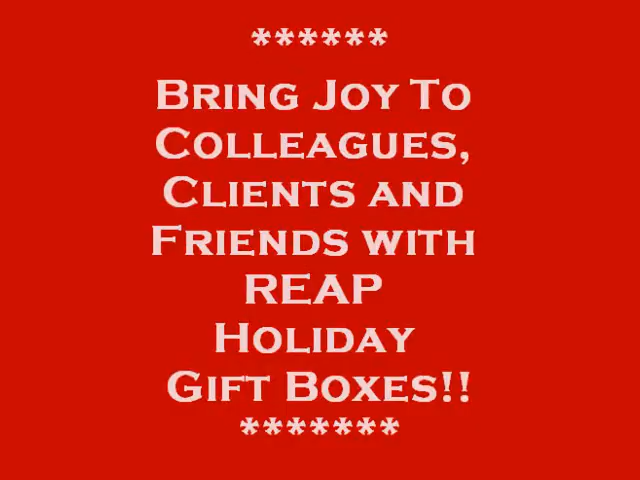 ******
Bring Joy To
Colleagues,
Clients and
Friends with
REAP
Holiday
Gift Boxes!!
*******